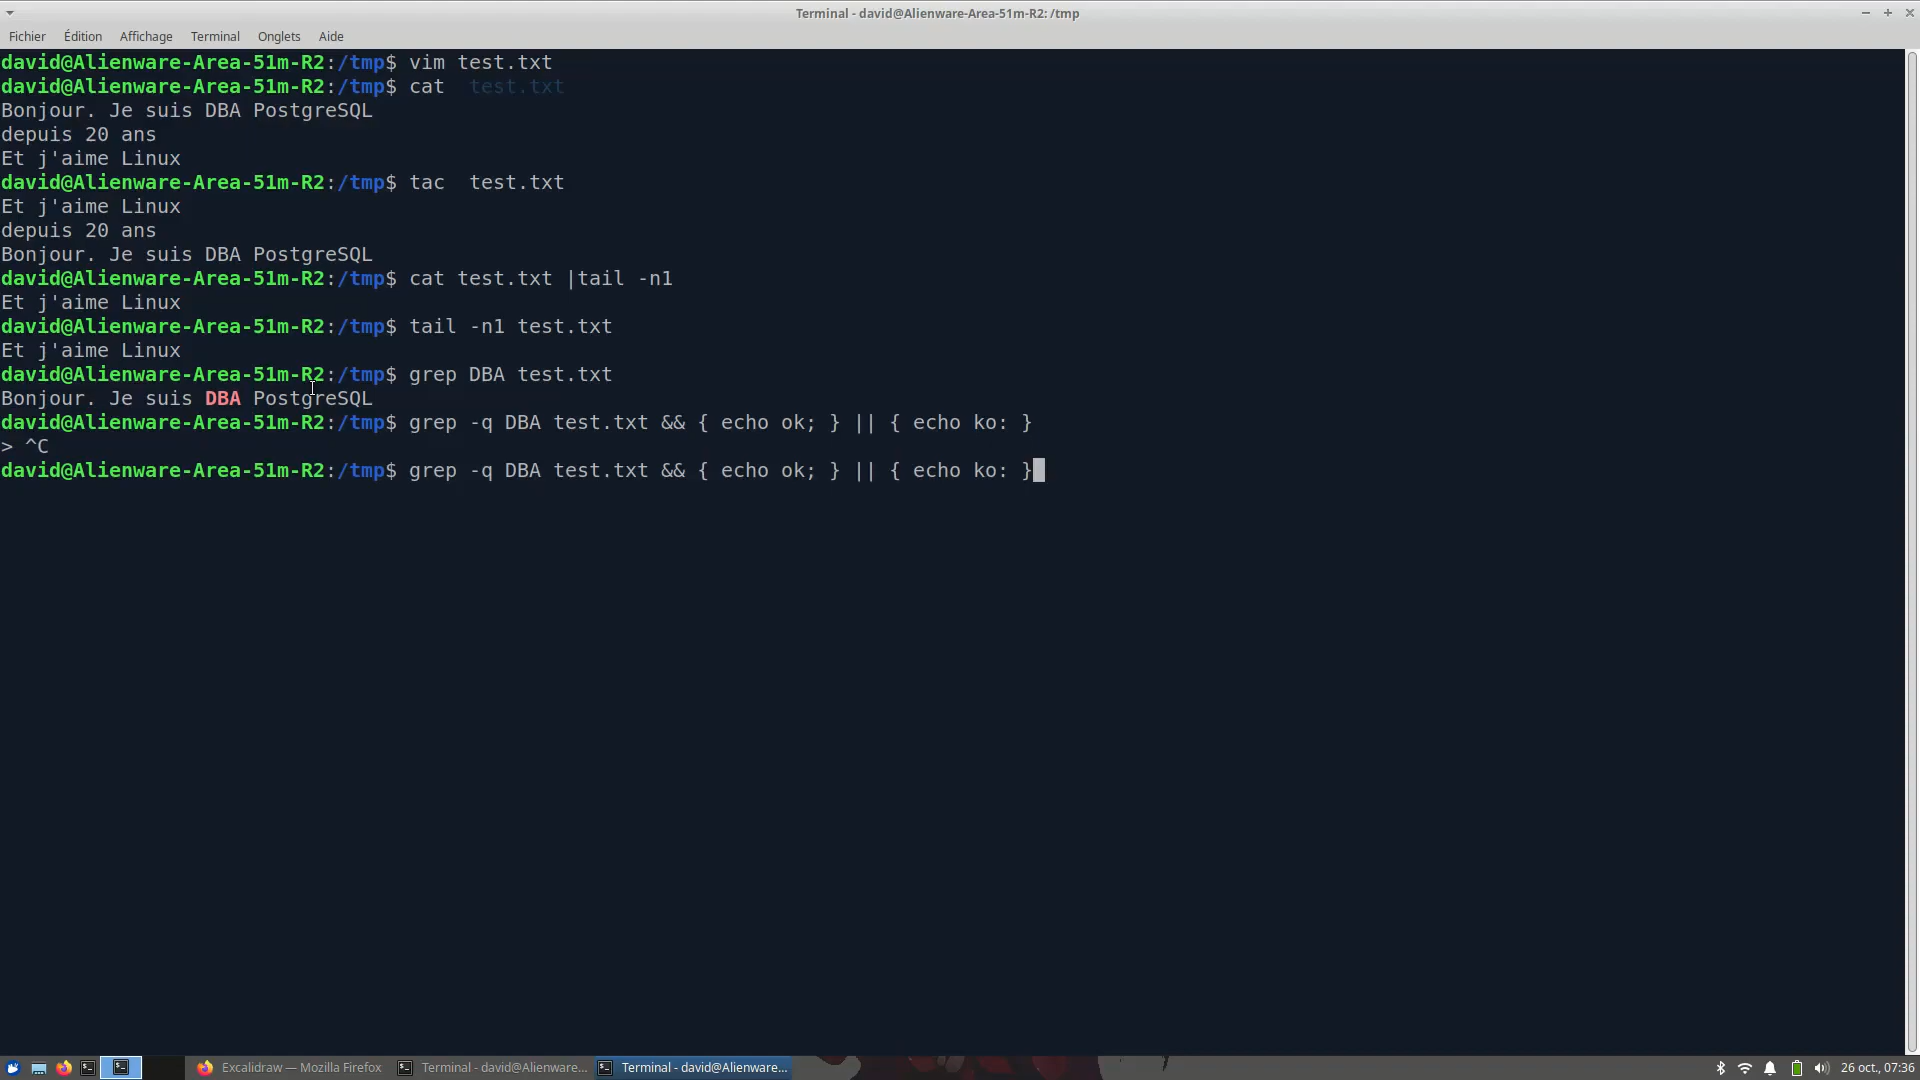 Terminal - david@Alienware-Area-51m-R2: /tmp
Fichier Édition Affichage Terminal Onglets Aide
david@Alienware-Area-51m-R2:/tmp$ vim test.txt
david@Alienware-Area-51m-R2:/tmp$ cat  test.txt
Bonjour. Je suis DBA PostgreSQL
depuis 20 ans
Et j'aime Linux
david@Alienware-Area-51m-R2:/tmp$ tac  test.txt
Et j'aime Linux
depuis 20 ans
Bonjour. Je suis DBA PostgreSQL
david@Alienware-Area-51m-R2:/tmp$ cat test.txt |tail -n1
Et j'aime Linux
david@Alienware-Area-51m-R2:/tmp$ tail -n1 test.txt
Et j'aime Linux
david@Alienware-Area-51m-R2:/tmp$ grep DBA test.txt
Bonjour. Je suis DBA PostgreSQL
david@Alienware-Area-51m-R2:/tmp$ grep -q DBA test.txt && { echo ok; } || { echo ko: }
> ^C
david@Alienware-Area-51m-R2:/tmp$ grep -q DBA test.txt && { echo ok; } || { echo ko: }
Excalidraw — Mozilla Firefox Terminal - david@Alienware... Terminal - david@Alienware... 26 oct., 07:36